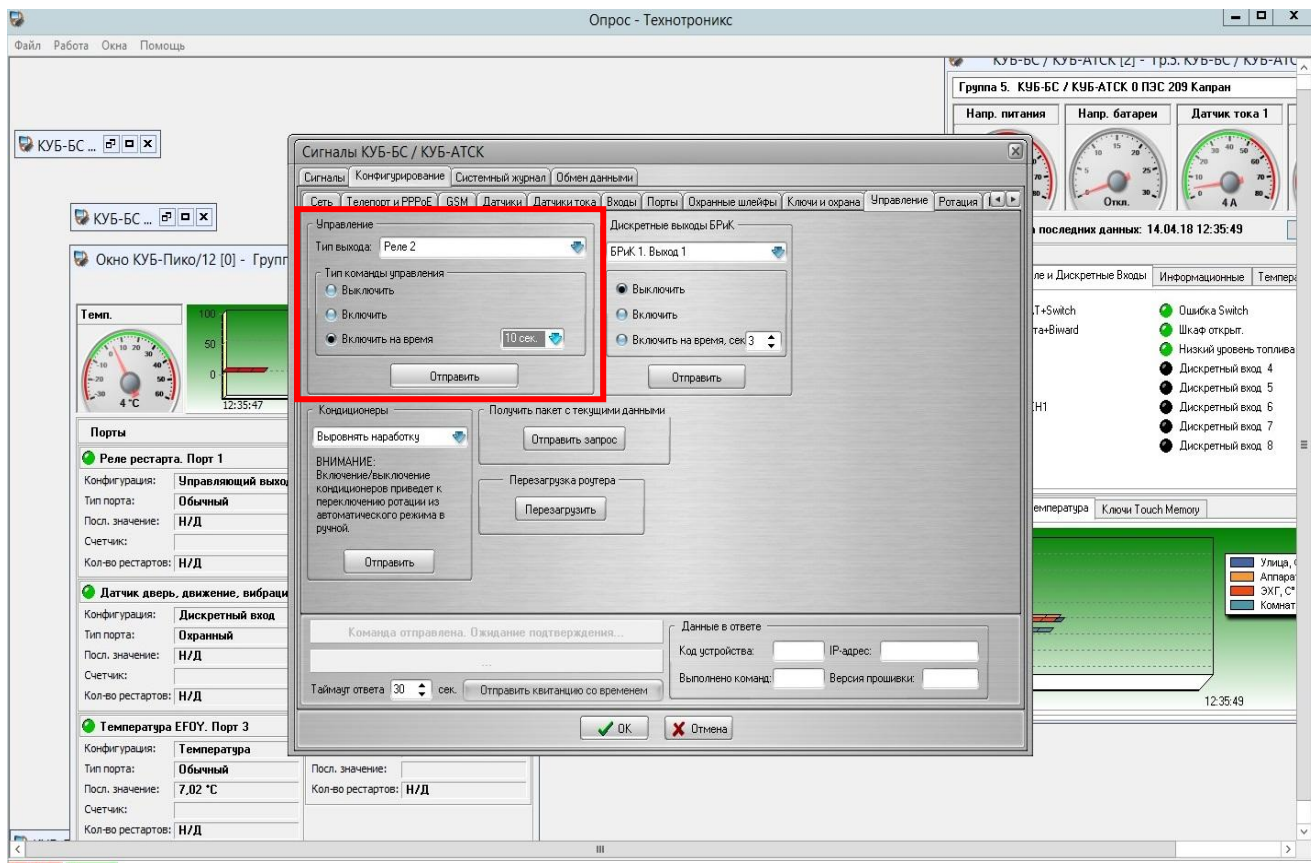 Опрос - Технотроникс
Файл Работа Окна Помощь
КУБ-БС / КУБ-АТСК [2] - Гр.5. КУБ-БС / КУБ-АТС
Группа 5. КУБ-БС / КУБ-АТСК 0 ПЭС 209 Капран
Напр. питания Напр. батареи Датчик тока 1
Откл.
4 А
последних данных: 14.04.18 12:35:49
ле и Дискретные Входы Информационные Темпера
T+Switch
та+Biward
Ошибка Switch
Шкаф открыт.
Низкий уровень топлива
Дискретный вход 4
Дискретный вход 5
Дискретный вход 6
Дискретный вход 7
Дискретный вход 8
емпература Ключи Touch Memory
Улица,
Аппара
ЭХГ, С*
Комнат
12:35:49
КУБ-БС ...
КУБ-БС ...
Окно КУБ-Пико/12 [0] - Групп
Темп.
4 °С
100
50
0
12:35:47
Порты
Реле рестарта. Порт 1
Конфигурация: Управляющий выход
Тип порта: Обычный
Посл. значение: Н/Д
Счетчик:
Кол-во рестартов: Н/Д
Датчик дверь, движение, вибраци
Конфигурация: Дискретный вход
Тип порта: Охранный
Посл. значение: Н/Д
Счетчик:
Кол-во рестартов: Н/Д
Температура EFOY. Порт 3
Конфигурация: Температура
Тип порта: Обычный
Посл. значение: 7,02 °С
Счетчик:
Кол-во рестартов: Н/Д
Посл. значение:
Кол-во рестартов: Н/Д
Сигналы КУБ-БС / КУБ-АТСК
Сигналы Конфигурирование Системный журнал Обмен данными
Сеть Телепорт и PPPoE GSM Датчики Датчики тока Входы Порты Охранные шлейфы Ключи и охрана Управление Ротация
Управление
Тип выхода: Реле 2
Тип команды управления
Выключить
Включить
Включить на время 10 сек.
Отправить
Дискретные выходы БРиК
БРиК 1. Выход 1
Выключить
Включить
Включить на время, сек 3
Отправить
Кондиционеры
Выровнять наработку
ВНИМАНИЕ:
Включение/выключение
кондиционеров приведет к
переключению ротации из
автоматического режима в
ручной.
Отправить
Получить пакет с текущими данными
Отправить запрос
Перезагрузка роутера
Перезагрузить
Команда отправлена. Ожидание подтверждения...
...
Таймаут ответа 30 сек. Отправить квитанцию со временем
Данные в ответе
Код устройства: IP-адрес:
Выполнено команд: Версия прошивки:
OK Отмена